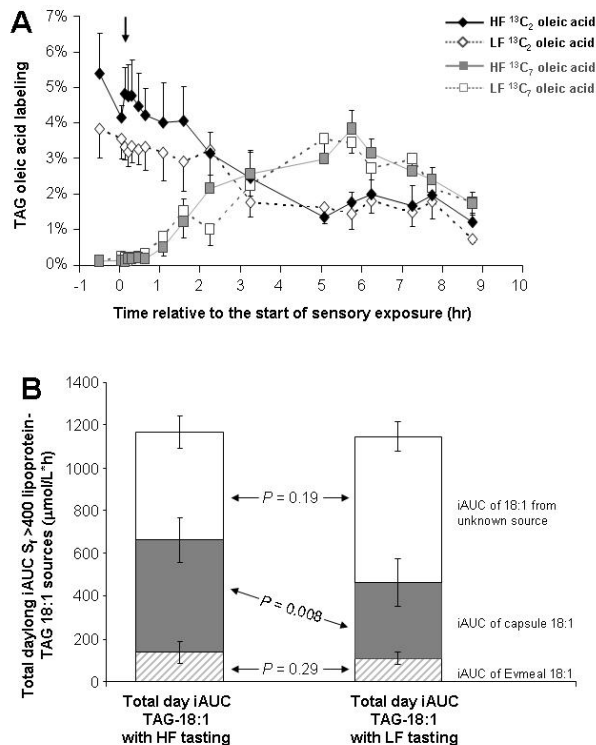 A
HF ¹³C₂ oleic acid
LF ¹³C₂ oleic acid
HF ¹³C₇ oleic acid
LF ¹³C₇ oleic acid
TAG oleic acid labeling
7%
6%
5%
4%
3%
2%
1%
0%
-1 0 1 2 3 4 5 6 7 8 9 10
Time relative to the start of sensory exposure (hr)
B
Total daylong iAUC Sf >400 lipoprotein-
TAG 18:1 sources (μmol/L*h)
1400
1200
1000
800
600
400
200
0
P = 0.19
P = 0.008
P = 0.29
iAUC of 18:1 from
unknown source
iAUC of capsule 18:1
iAUC of Evmeal 18:1
Total day iAUC
TAG-18:1
with HF tasting
Total day iAUC
TAG-18:1
with LF tasting